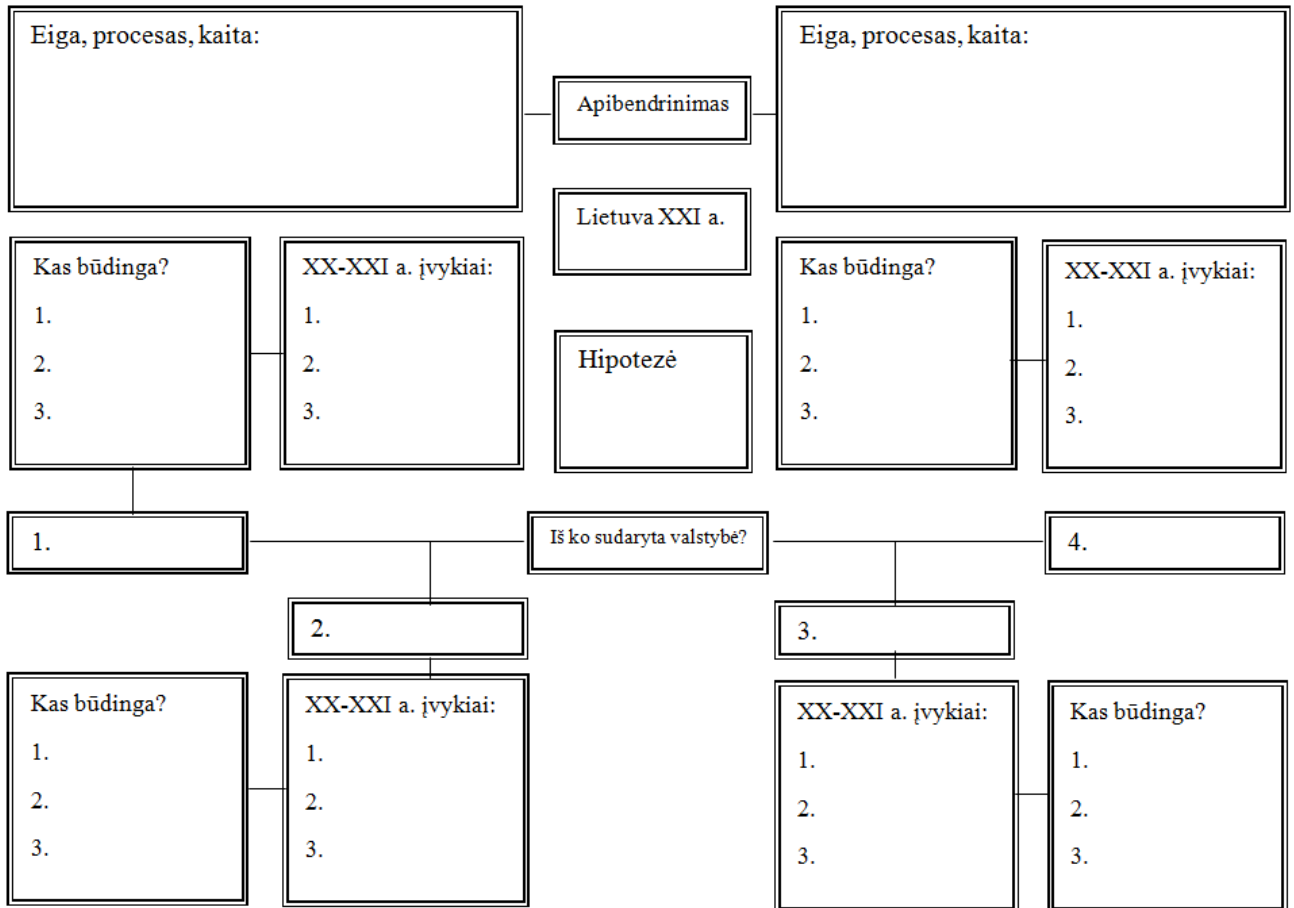 Eiga, procesas, kaita:
Apibendrinimas
Eiga, procesas, kaita:
Lietuva XXI a.
Kas būdinga?
1.
2.
3.
XX-XXI a. įvykiai:
1.
2.
3.
Hipotezė
Kas būdinga?
1.
2.
3.
XX-XXI a. įvykiai:
1.
2.
3.
1.
Iš ko sudaryta valstybė?
4.
2.
3.
Kas būdinga?
1.
2.
3.
XX-XXI a. įvykiai:
1.
2.
3.
XX-XXI a. įvykiai:
1.
2.
3.
Kas būdinga?
1.
2.
3.